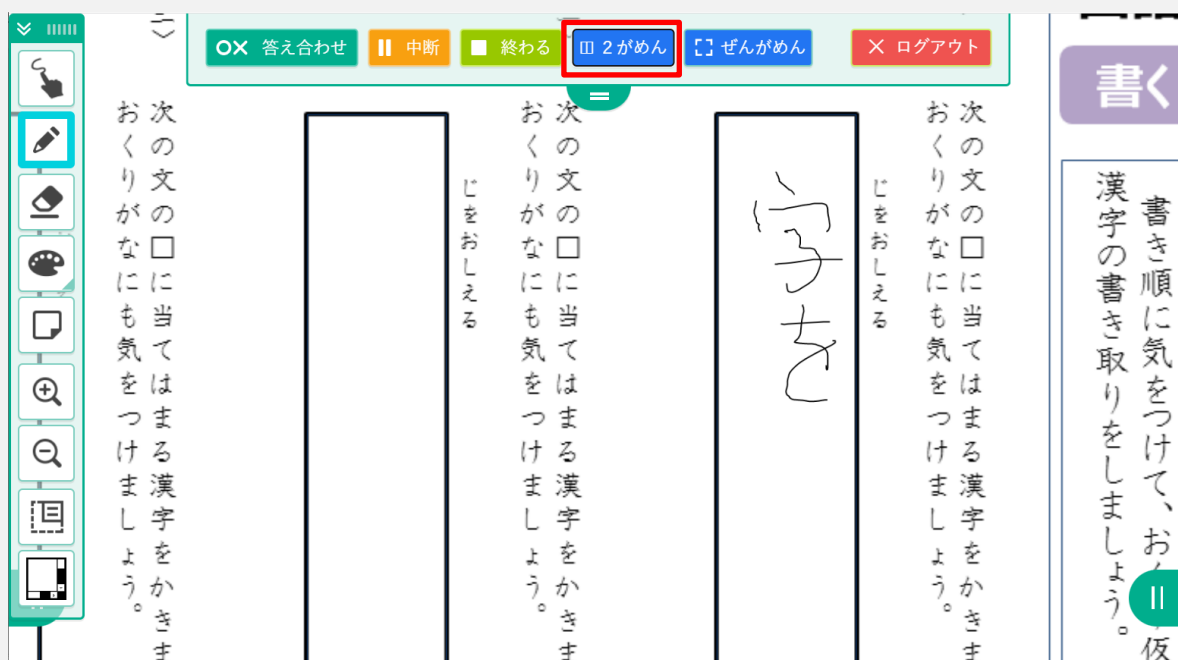 答え合わせ
中断
終わる
2がめん
ぜんがめん
ログアウト
書く
書き順に気をつけて、お
仮
漢字の書き取りをしましょう。
次の文の□に当てはまる漢字をかきま
おくりがなにも気をつけましょう。
じをおしえる
字を
次の文の□に当てはまる漢字をかきま
おくりがなにも気をつけましょう。
じをおしえる
次の文の□に当てはまる漢字をかきま
おくりがなにも気をつけましょう。